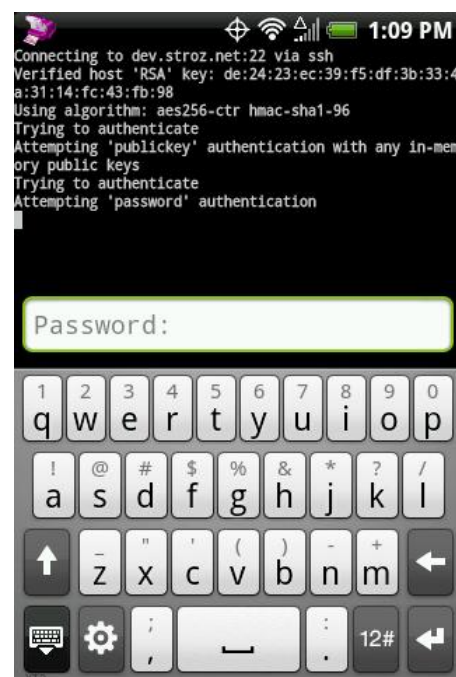 1:09 PM
Connecting to dev.stroz.net:22 via ssh
Verified host 'RSA' key: de:24:23:ec:39:f5:df:3b:33:4
a:31:14:fc:43:fb:98
Using algorithm: aes256-ctr hmac-sha1-96
Trying to authenticate
Attempting 'publickey' authentication with any in-mem
ory public keys
Trying to authenticate
Attempting 'password' authentication
Password:
1 2 3 4 5 6 7 8 9 0
q w e r t y u i o p
! @ # $ % & * ? /
a s d f g h j k l
_ " ' ( ) - +
z x c v b n m
; :
, . 12#